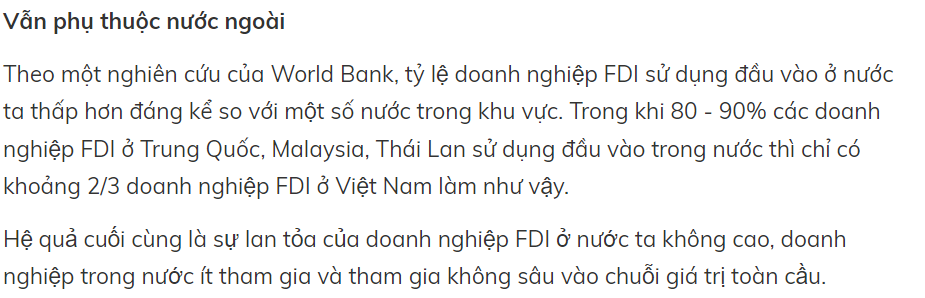 Vẫn phụ thuộc nước ngoài
Theo một nghiên cứu của World Bank, tỷ lệ doanh nghiệp FDI sử dụng đầu vào ở nước
ta thấp hơn đáng kể so với một số nước trong khu vực. Trong khi 80 - 90% các doanh
nghiệp FDI ở Trung Quốc, Malaysia, Thái Lan sử dụng đầu vào trong nước thì chỉ có
khoảng 2/3 doanh nghiệp FDI ở Việt Nam làm như vậy.
Hệ quả cuối cùng là sự lan tỏa của doanh nghiệp FDI ở nước ta không cao, doanh
nghiệp trong nước ít tham gia và tham gia không sâu vào chuỗi giá trị toàn cầu.